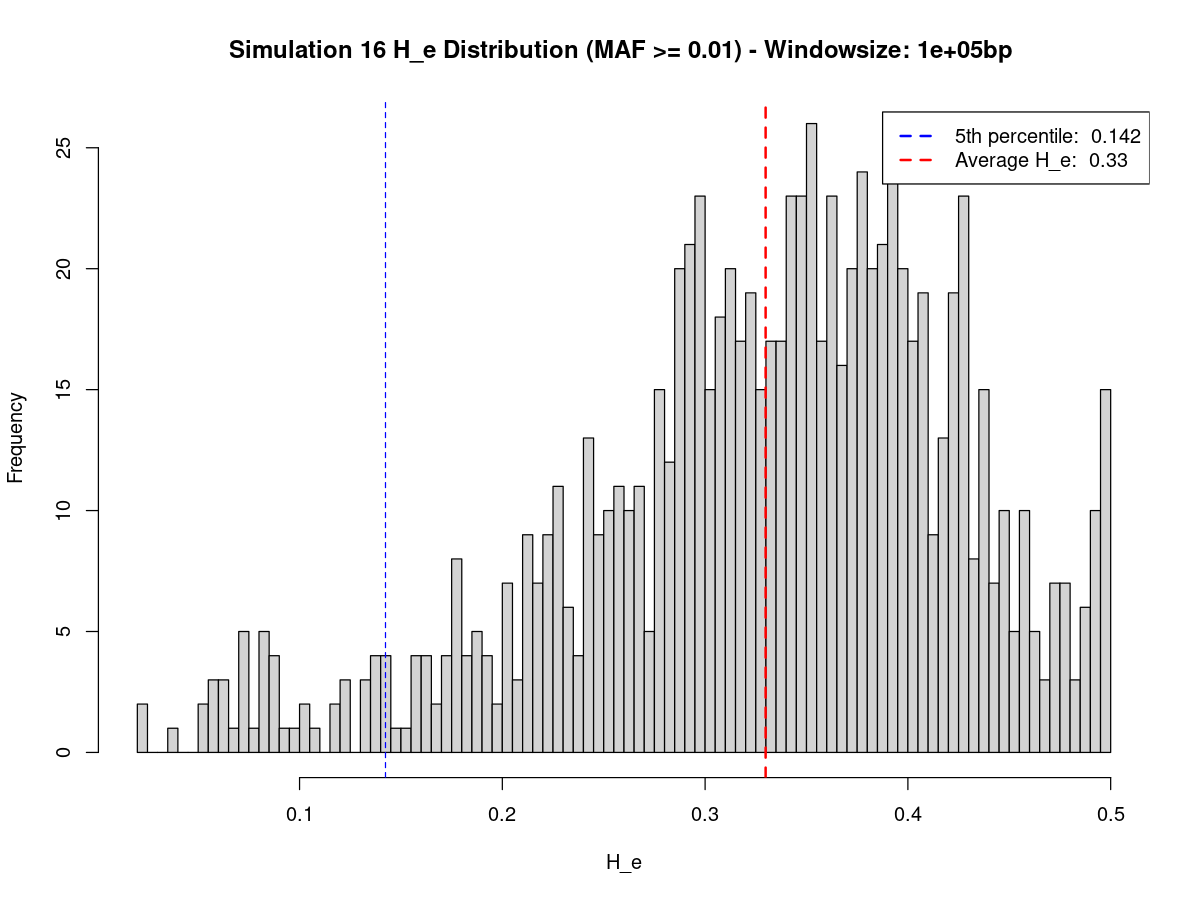 Simulation 16 H_e Distribution (MAF >= 0.01) - Windowsize: 1e+05bp
5th percentile:  0.142
Average H_e:  0.33
25
20
15
10
5
0
Frequency
0.1 0.2 0.3 0.4 0.5
H_e